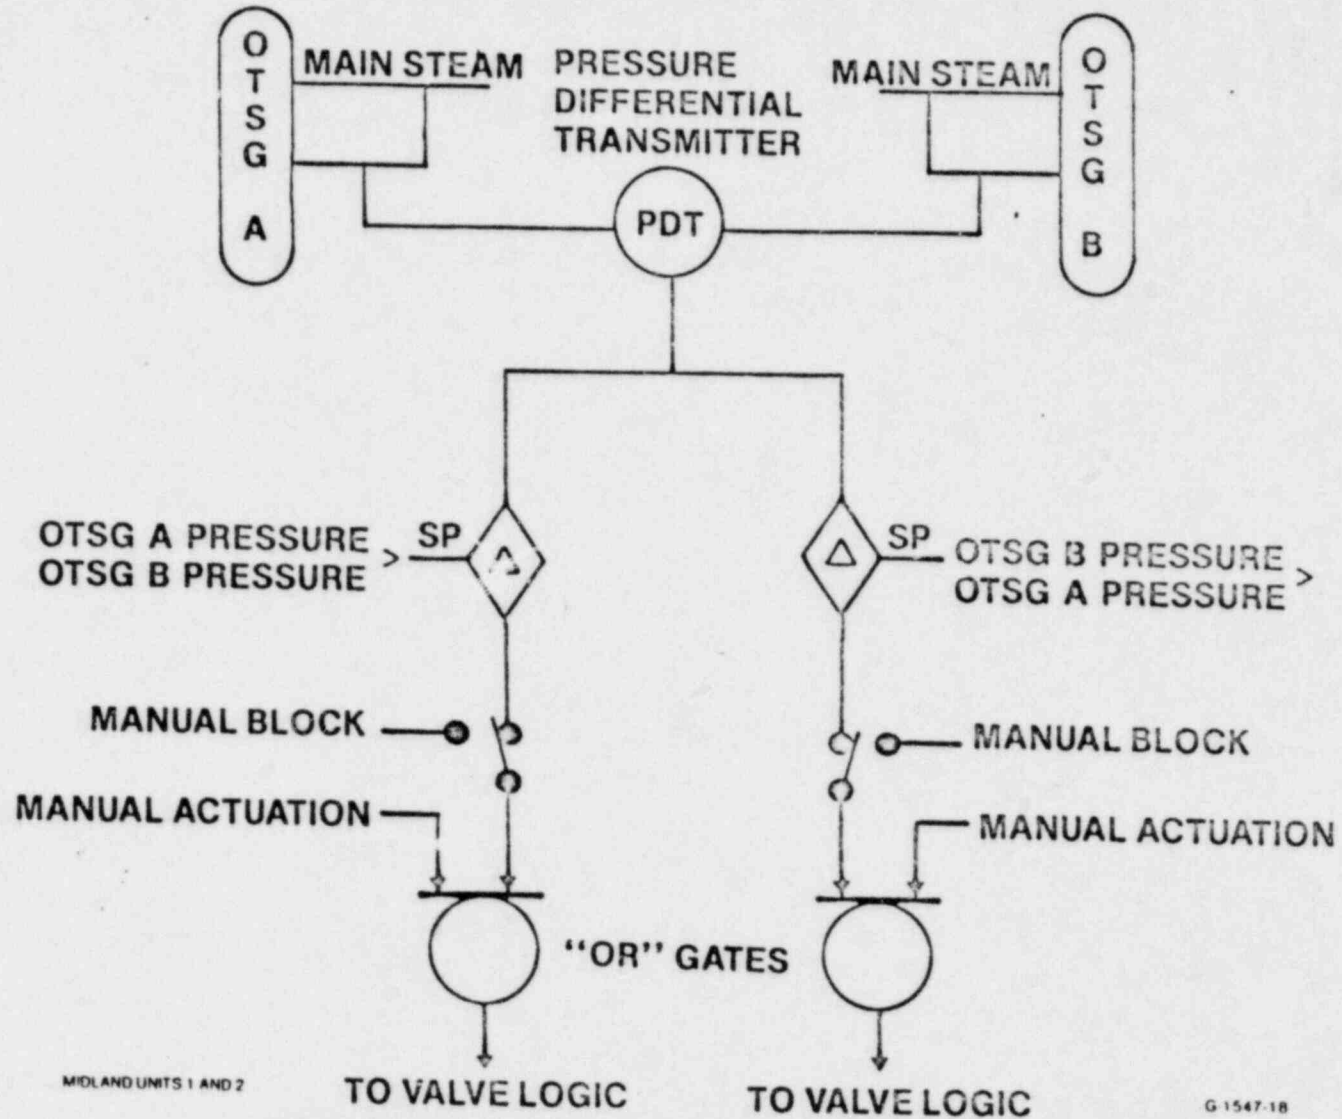 OTSG A
MAIN STEAM
PRESSURE
DIFFERENTIAL
TRANSMITTER
MAIN STEAM
OTSG B
PDT
OTSG A PRESSURE >
OTSG B PRESSURE
SP
Δ
Δ
SP
OTSG B PRESSURE >
OTSG A PRESSURE
MANUAL BLOCK
MANUAL BLOCK
MANUAL ACTUATION
MANUAL ACTUATION
“OR” GATES
MIDLAND UNITS 1 AND 2
TO VALVE LOGIC
TO VALVE LOGIC
G-1547-18